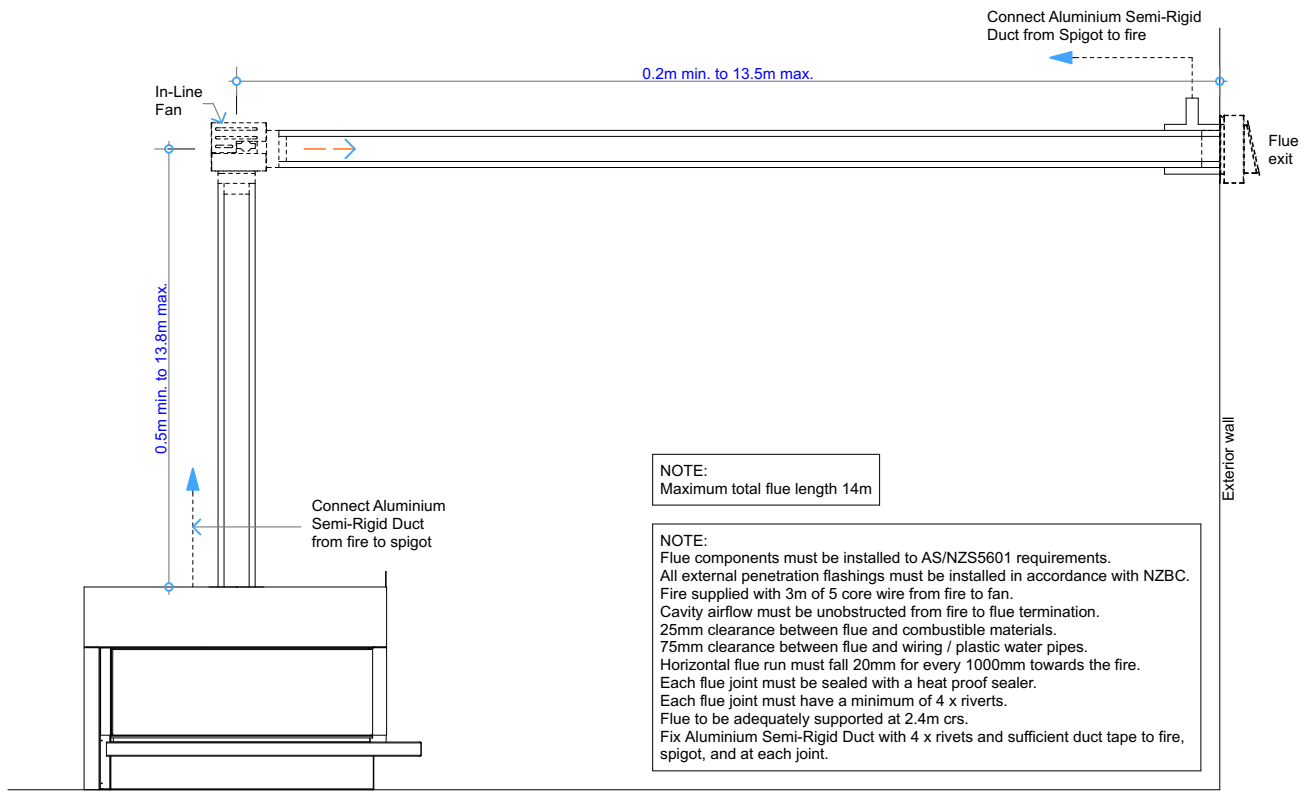 Connect Aluminium Semi-Rigid
Duct from Spigot to fire
0.2m min. to 13.5m max.
In-Line
Fan
Flue
exit
0.5m min. to 13.8m max.
Connect Aluminium
Semi-Rigid Duct
from fire to spigot
Exterior wall
NOTE:
Maximum total flue length 14m
NOTE:
Flue components must be installed to AS/NZS5601 requirements.
All external penetration flashings must be installed in accordance with NZBC.
Fire supplied with 3m of 5 core wire from fire to fan.
Cavity airflow must be unobstructed from fire to flue termination.
25mm clearance between flue and combustible materials.
75mm clearance between flue and wiring / plastic water pipes.
Horizontal flue run must fall 20mm for every 1000mm towards the fire.
Each flue joint must be sealed with a heat proof sealer.
Each flue joint must have a minimum of 4 x riverts.
Flue to be adequately supported at 2.4m crs.
Fix Aluminium Semi-Rigid Duct with 4 x rivets and sufficient duct tape to fire,
spigot, and at each joint.